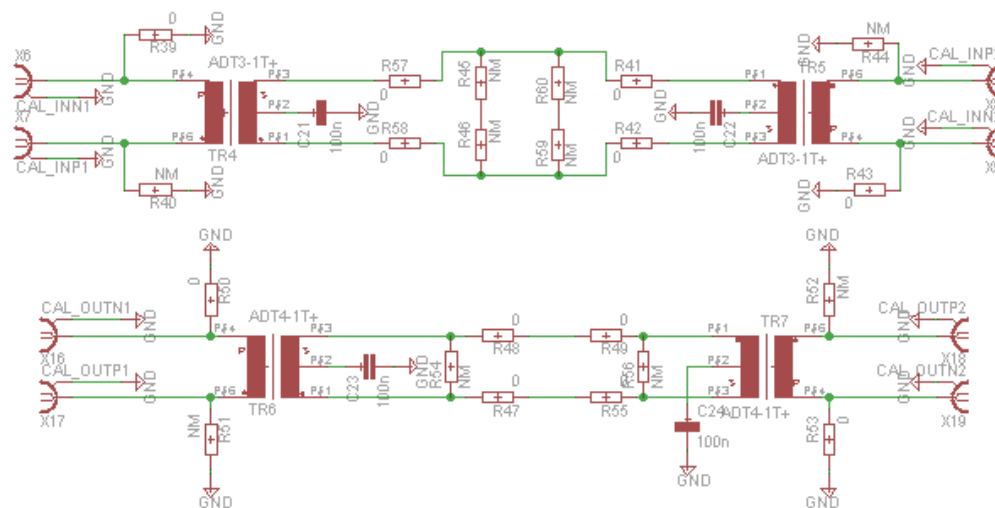 0
R39
GND
X6
GND
CAL_INN1
X7
GND
CAL_INP1
NM
R40
GND
ADT3-1T+
P$4
P$6
P$3
P$2
P$1
TR4
C21
100n
GND
R57
0
R58
0
R45
NM
R46
NM
R60
NM
R59
NM
R41
0
R42
0
GND
100n
C22
P$1
P$2
P$3
P$6
P$4
TR5
ADT3-1T+
GND
NM
R44
GND
CAL_INP2
GND
CAL_INN2
GND
R43
0
GND
0
R50
CAL_OUTN1
GND
X16
CAL_OUTP1
GND
X17
NM
R51
GND
ADT4-1T+
P$4
P$6
P$3
P$2
P$1
TR6
C23
100n
GND
R54
NM
0
R48
0
R47
0
R49
0
R55
R56
NM
P$1
P$2
P$3
C24
100n
GND
ADT4-1T+
TR7
P$6
P$4
GND
R52
NM
CAL_OUTP2
GND
X18
CAL_OUTN2
GND
X19
R53
0
GND